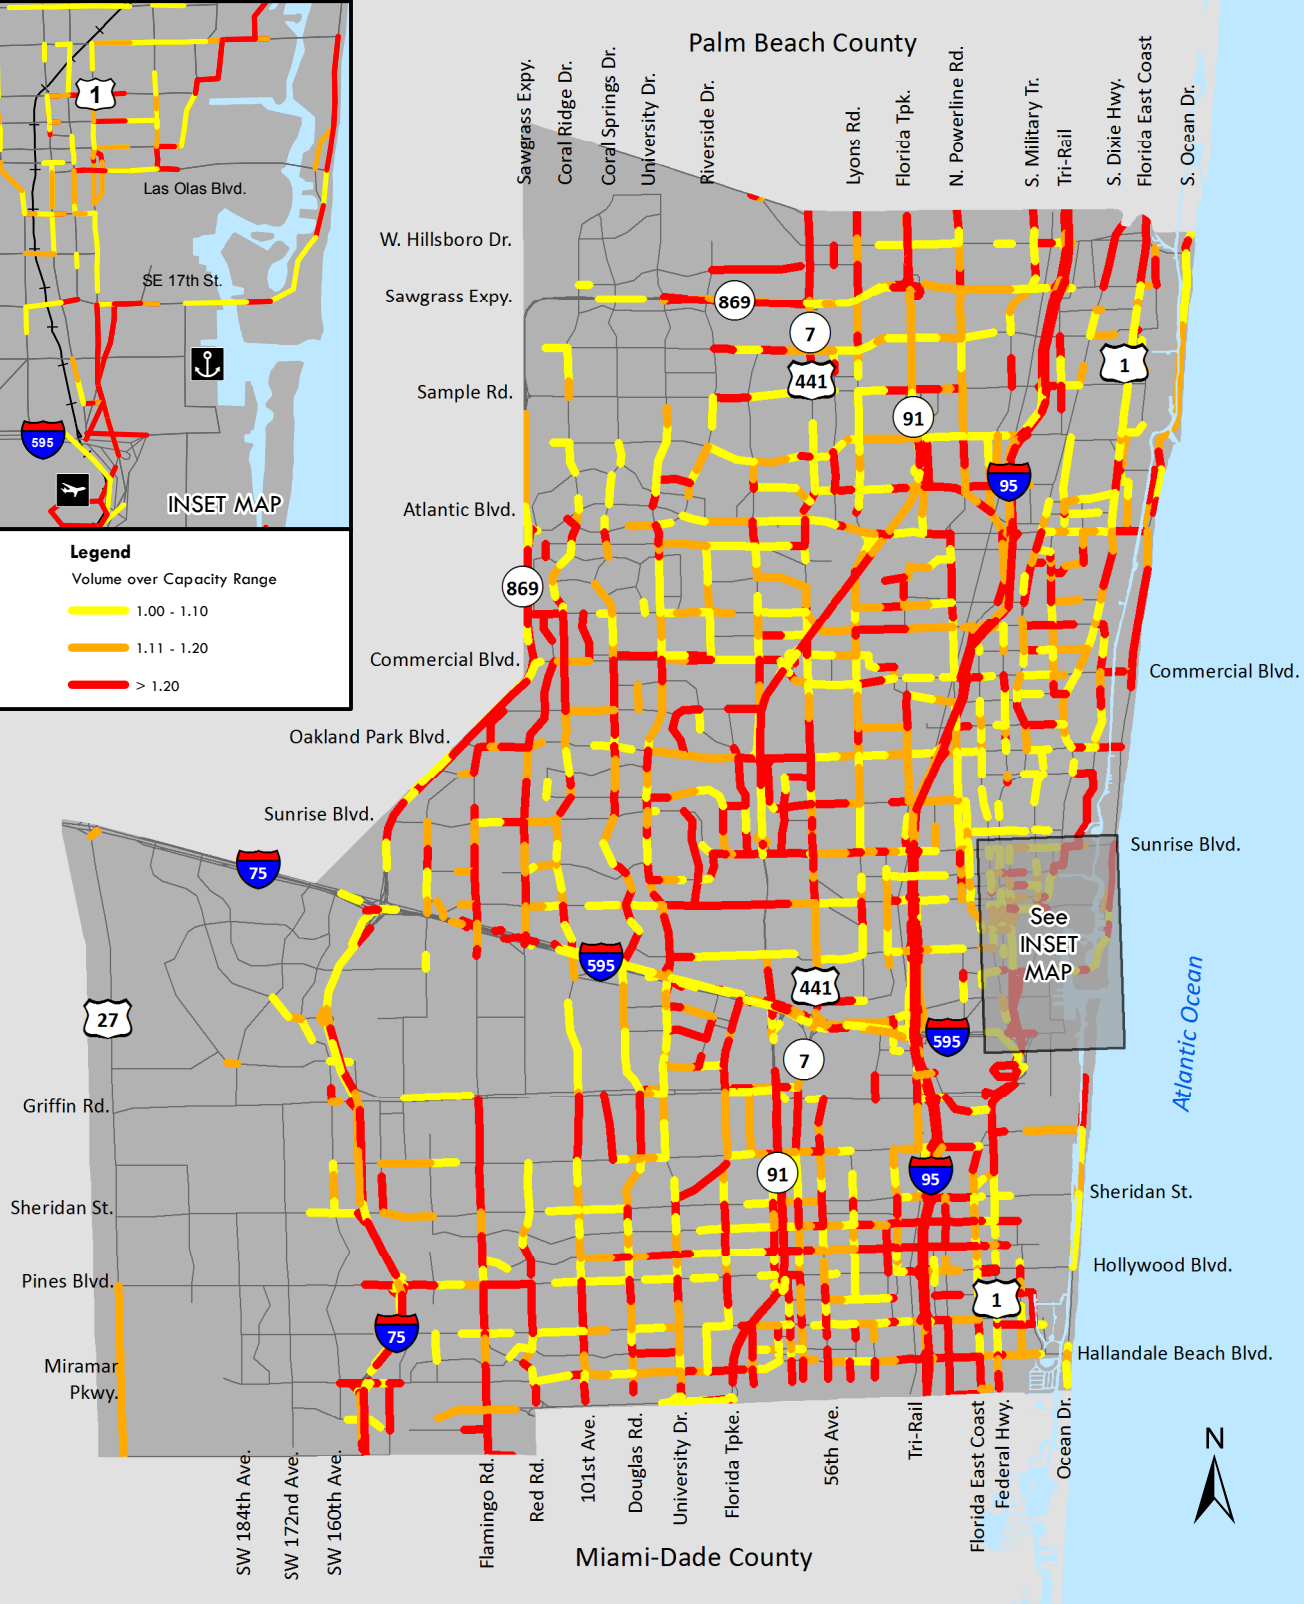 Palm Beach County
Sawgrass Expy.
Coral Ridge Dr.
Coral Springs Dr.
University Dr.
Riverside Dr.
Lyons Rd.
Florida Tpk.
N. Powerline Rd.
S. Military Tr.
Tri-Rail
S. Dixie Hwy.
Florida East Coast
S. Ocean Dr.
1
Las Olas Blvd.
SE 17th St.
595
INSET MAP
Legend
Volume over Capacity Range
1.00 - 1.10
1.11 - 1.20
> 1.20
W. Hillsboro Dr.
Sawgrass Expy.
869
7
441
1
Sample Rd.
91
95
Atlantic Blvd.
869
Commercial Blvd.
Commercial Blvd.
Oakland Park Blvd.
Sunrise Blvd.
Sunrise Blvd.
75
See
INSET
MAP
595
441
27
595
7
Atlantic Ocean
Griffin Rd.
91
95
Sheridan St.
Sheridan St.
Hollywood Blvd.
Pines Blvd.
1
75
Hallandale Beach Blvd.
Miramar
Pkwy.
SW 184th Ave.
SW 172nd Ave.
SW 160th Ave.
Flamingo Rd.
Red Rd.
101st Ave.
Douglas Rd.
University Dr.
Florida Tpke.
56th Ave.
Tri-Rail
Florida East Coast
Federal Hwy.
Ocean Dr.
N
Miami-Dade County